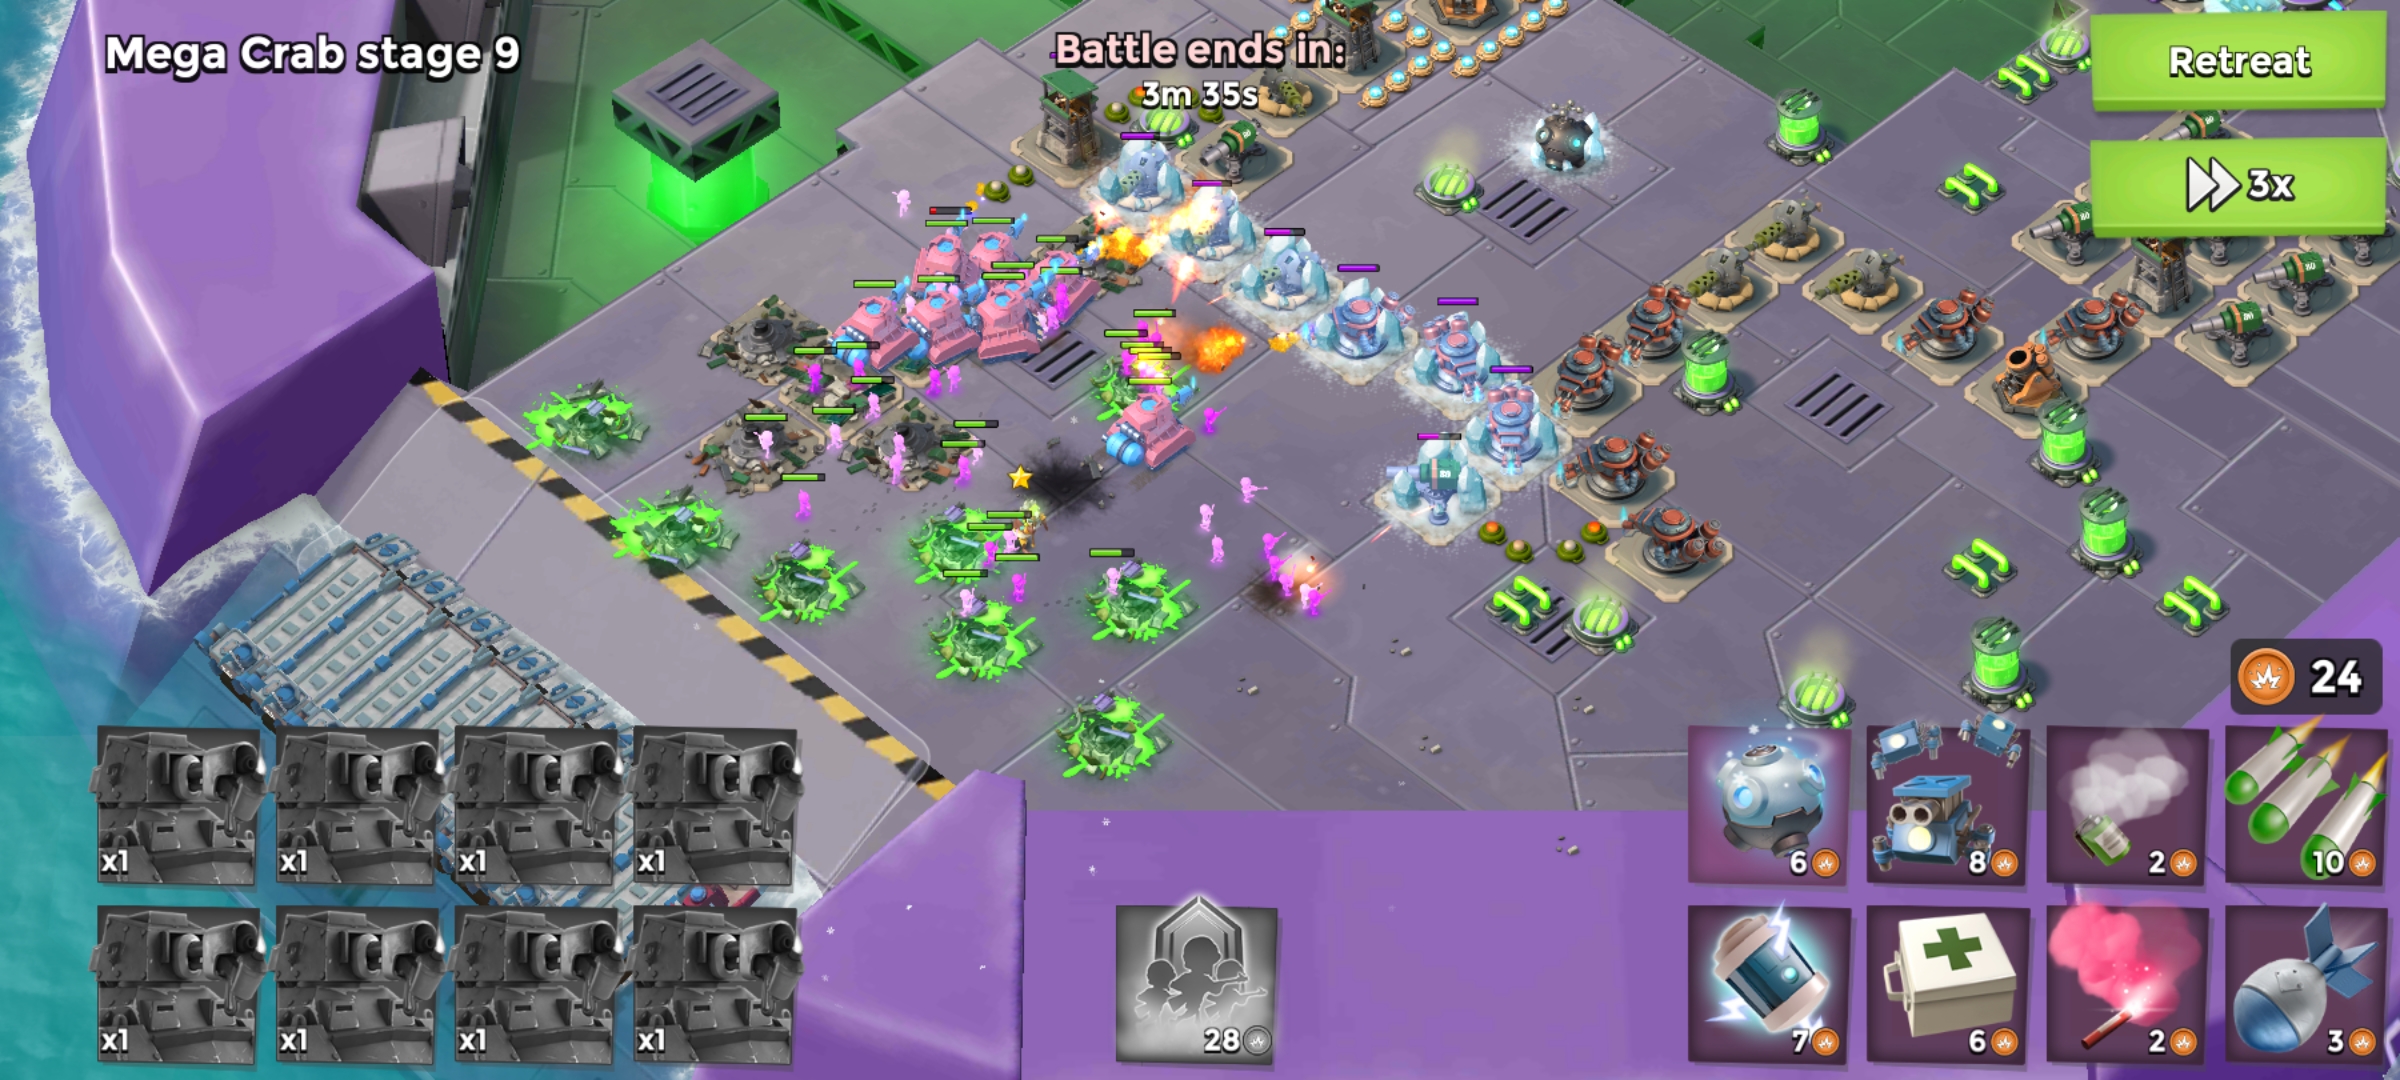 Mega Crab stage 9
Battle ends in:
3m 35s
Retreat
3x
24
x1
x1
x1
x1
6
8
2
10
x1
x1
x1
x1
28
7
6
2
3